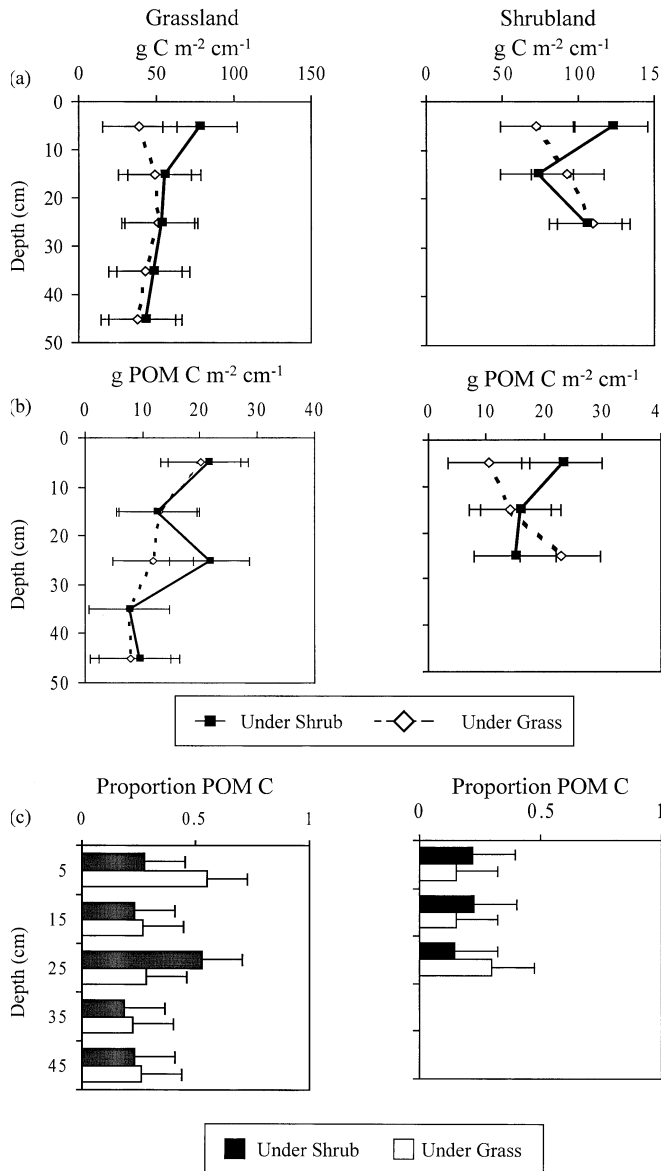 Grassland
Shrubland
g C m⁻² cm⁻¹
g C m⁻² cm⁻¹
(a)
0 50 100 150
0 50 100 15
0
10
20
30
40
50
Depth (cm)
g POM C m⁻² cm⁻¹
g POM C m⁻² cm⁻¹
(b)
0 10 20 30 40
0 10 20 30 40
0
10
20
30
40
50
Depth (cm)
Under Shrub Under Grass
Proportion POM C
Proportion POM C
(c)
0 0.5 1
0 0.5 1
5
15
25
35
45
Depth (cm)
Under Shrub Under Grass